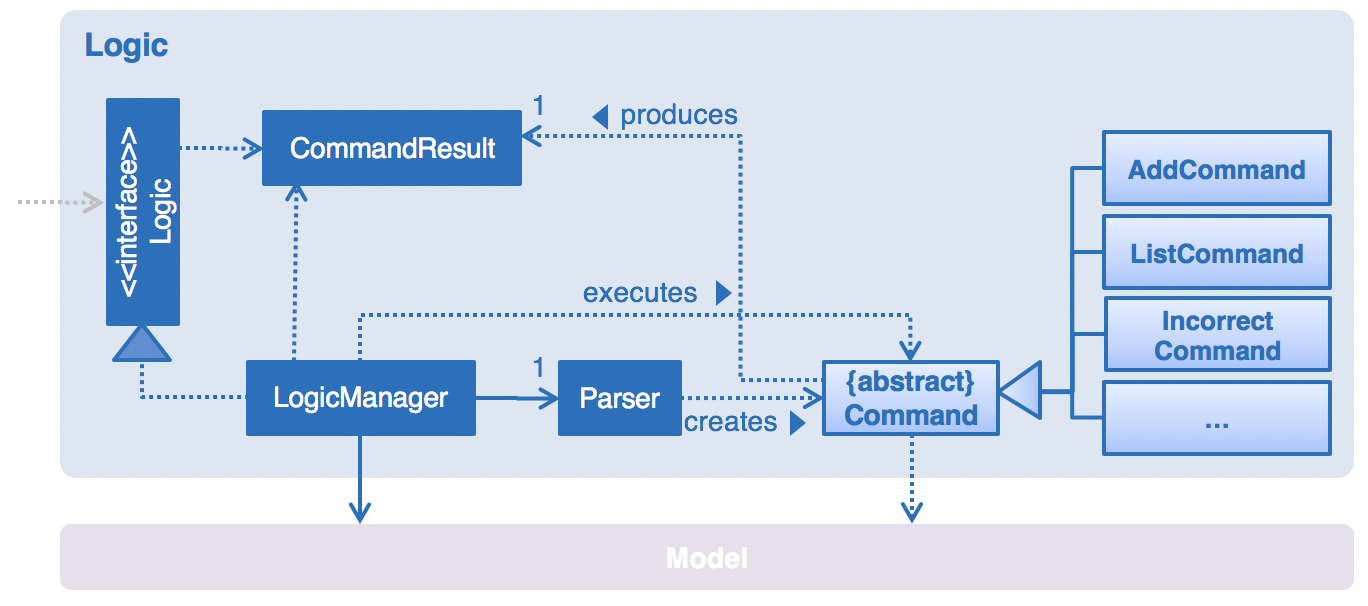 Logic
<<interface>>
Logic
CommandResult
1
produces
AddCommand
ListCommand
Incorrect
Command
...
executes
LogicManager
1
Parser
creates
{abstract}
Command
Model